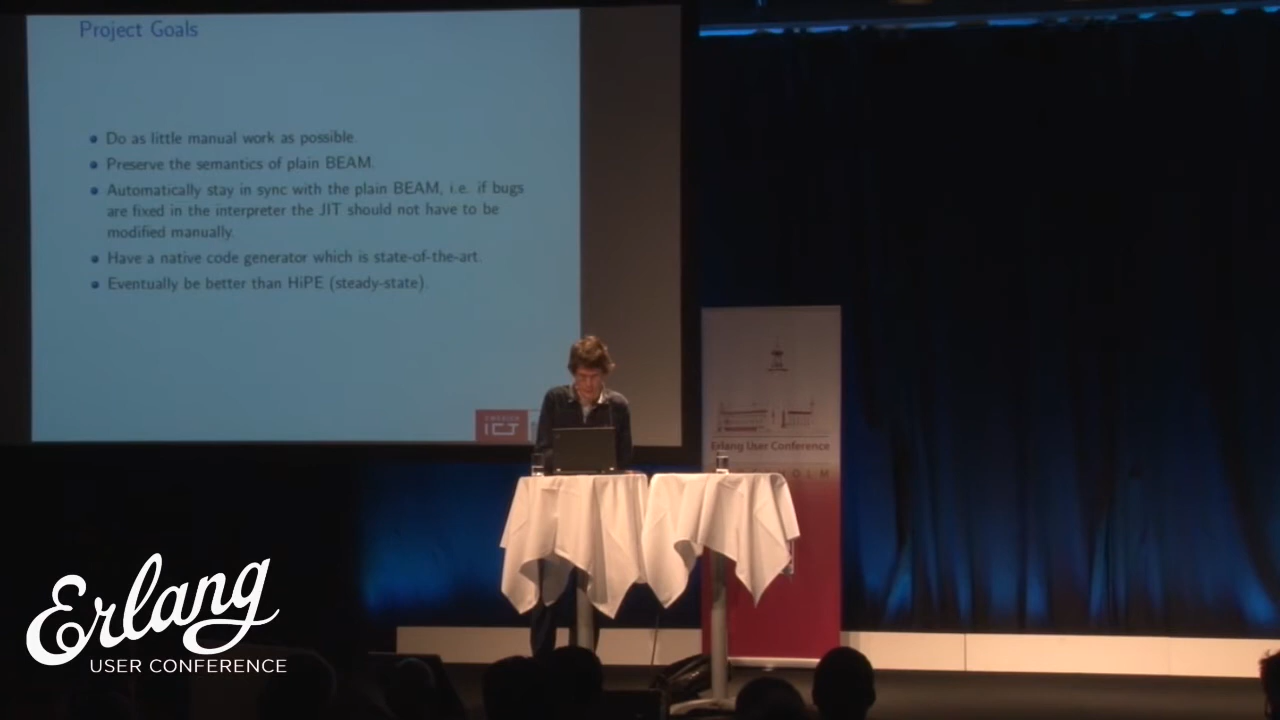 Project Goals
Do as little manual work as possible.
Preserve the semantics of plain BEAM.
Automatically stay in sync with the plain BEAM, i.e. if bugs
are fixed in the interpreter the JIT should not have to be
modified manually.
Have a native code generator which is state-of-the-art.
Eventually be better than HiPE (steady-state).
ICT
Erlang User Conference
Erlang
USER CONFERENCE